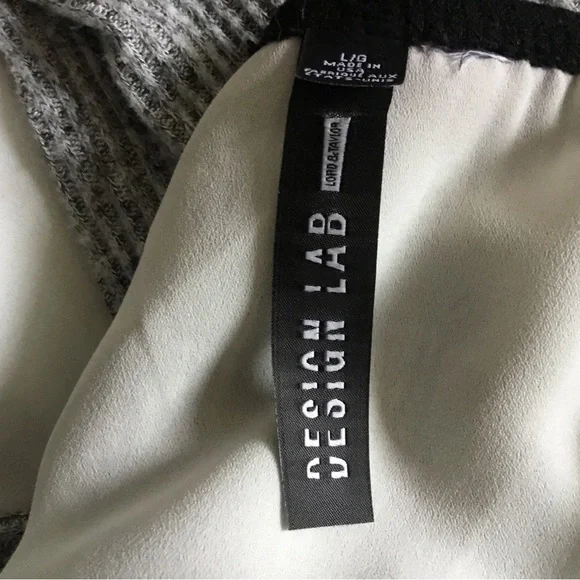 L/G
MADE IN
USA
FABRIQUÉ AUX
ÉTATS-UNIS
LORD & TAYLOR
DESIGN LAB